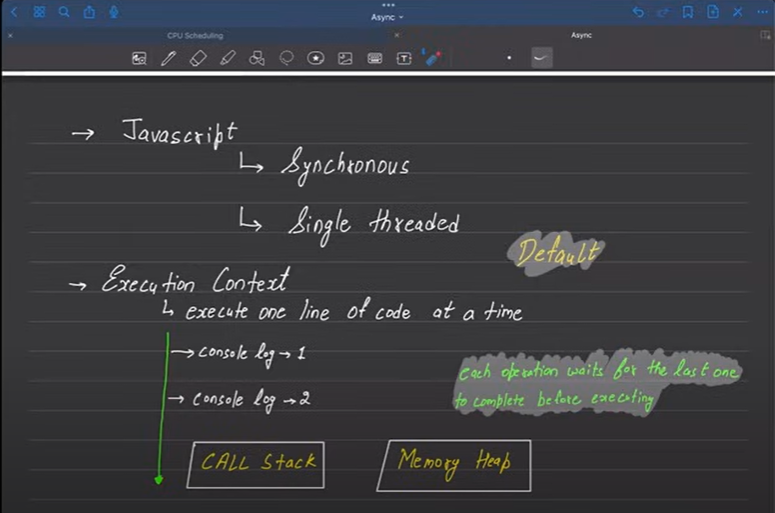 Async
CPU Scheduling
Async
→ Javascript
↳ Synchronous
↳ Single threaded
Default
→ Execution Context
↳ execute one line of code at a time
→ console log → 1
→ console log → 2
Each operation waits for the last one
to complete before executing
CALL Stack
Memory Heap